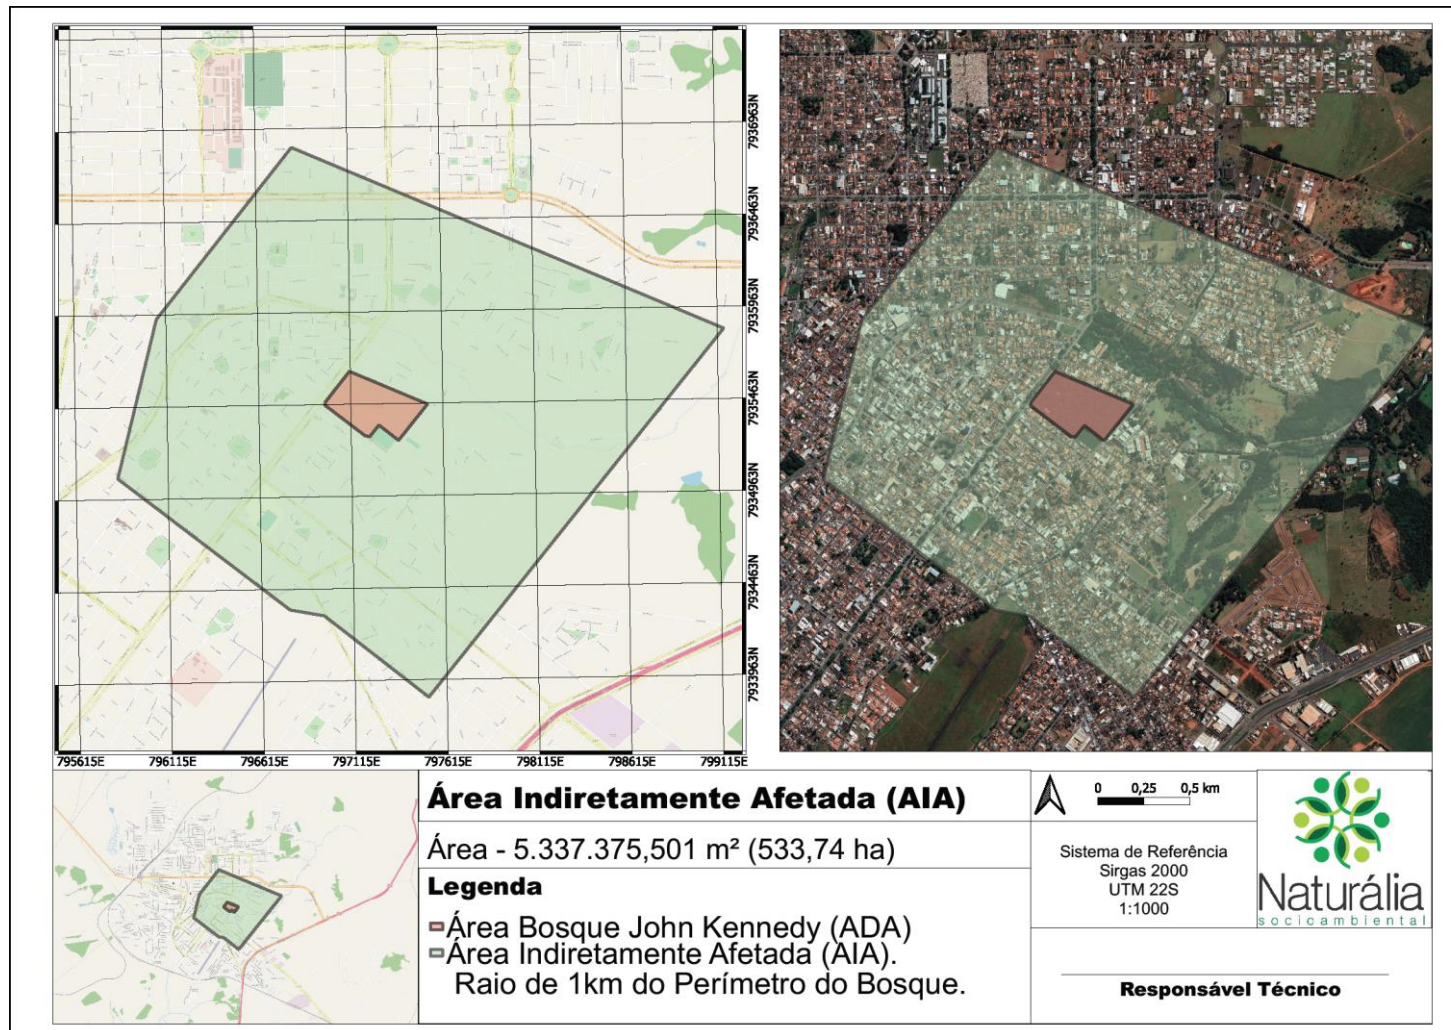 7936963N
7936463N
7935963N
7935463N
7934963N
7934463N
7933963N
795615E 796115E 796615E 797115E 797615E 798115E 798615E 799115E
Área Indiretamente Afetada (AIA)
Área - 5.337.375,501 m² (533,74 ha)
Legenda
Área Bosque John Kennedy (ADA)
Área Indiretamente Afetada (AIA).
Raio de 1km do Perímetro do Bosque.
0 0,25 0,5 km
Sistema de Referência
Sirgas 2000
UTM 22S
1:1000
Naturália
socioambiental
Responsável Técnico